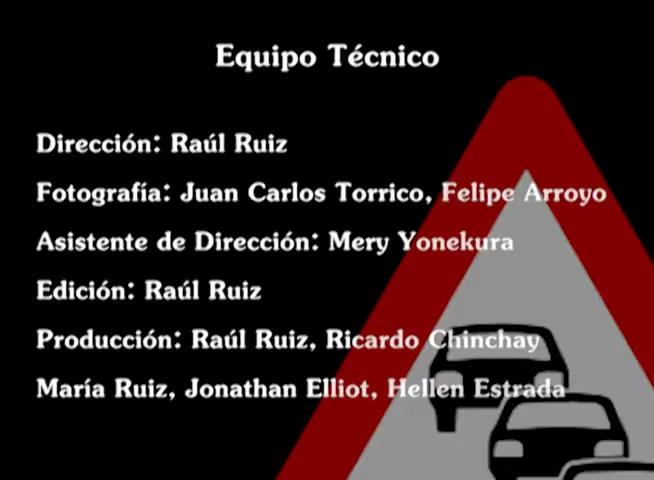 Equipo Técnico
Dirección: Raúl Ruiz
Fotografía: Juan Carlos Torrico, Felipe Arroyo
Asistente de Dirección: Mery Yonekura
Edición: Raúl Ruiz
Producción: Raúl Ruiz, Ricardo Chinchay
María Ruiz, Jonathan Elliot, Hellen Estrada